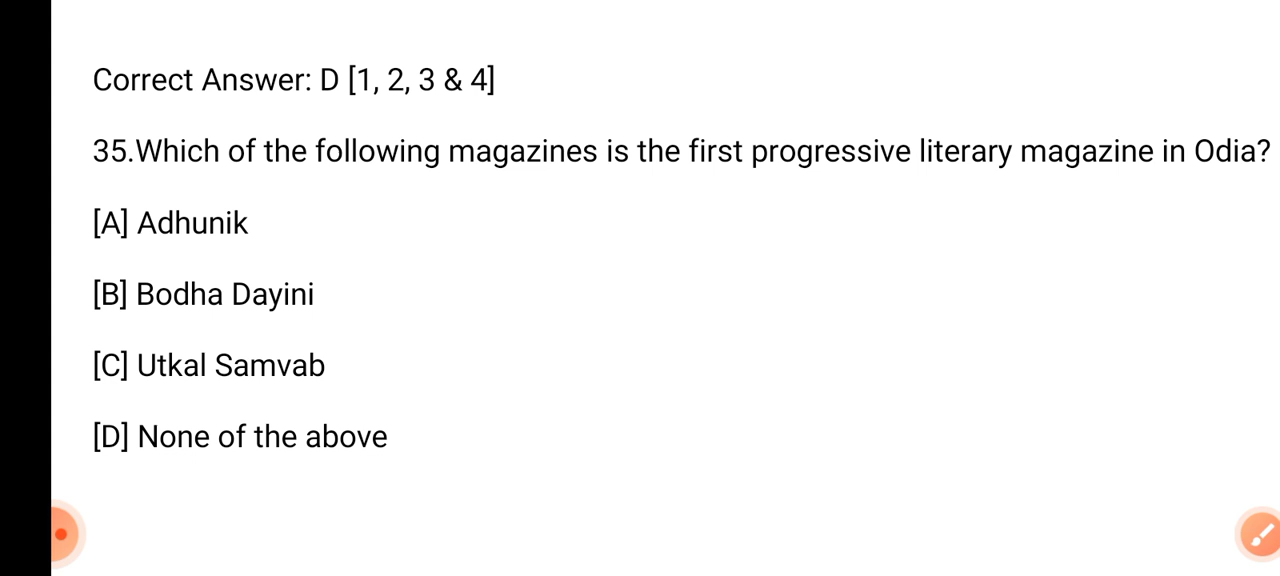 Correct Answer: D [1, 2, 3 & 4]
35.Which of the following magazines is the first progressive literary magazine in Odia?
[A] Adhunik
[B] Bodha Dayini
[C] Utkal Samvab
[D] None of the above